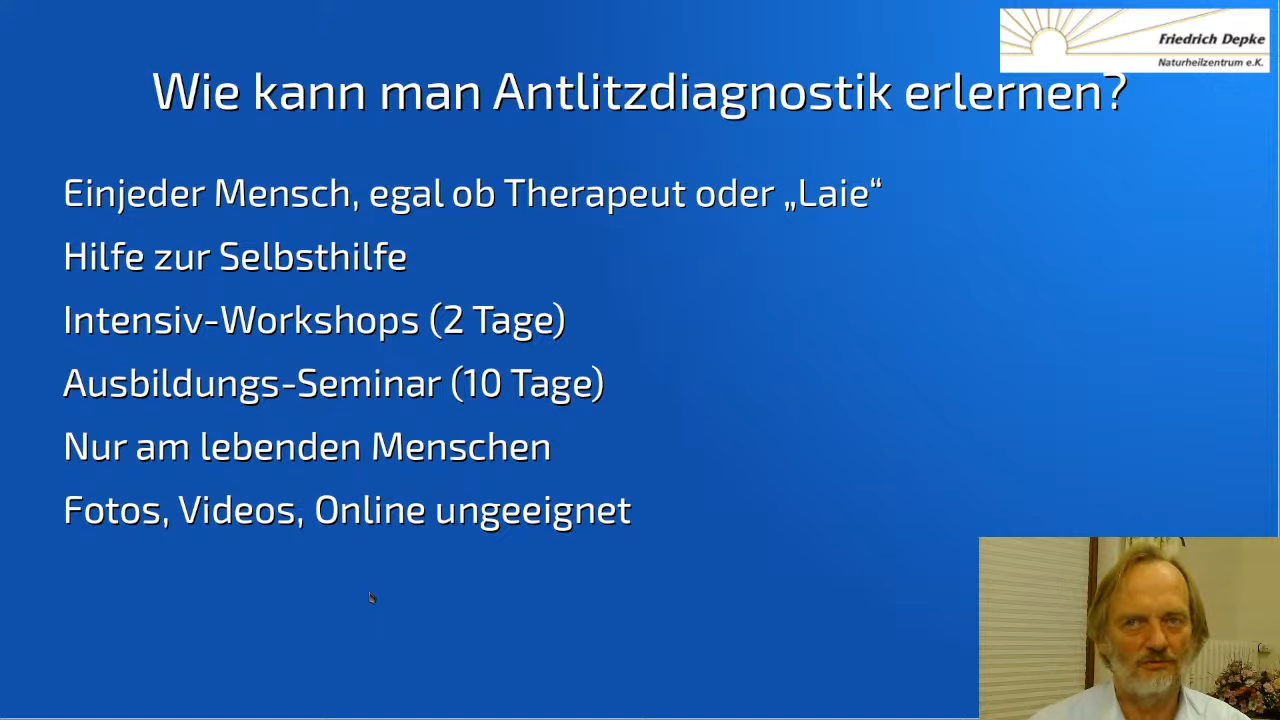 Friedrich Depke
Naturheilzentrum e.K.
Wie kann man Antlitzdiagnostik erlernen?
Einjeder Mensch, egal ob Therapeut oder „Laie“
Hilfe zur Selbsthilfe
Intensiv-Workshops (2 Tage)
Ausbildungs-Seminar (10 Tage)
Nur am lebenden Menschen
Fotos, Videos, Online ungeeignet